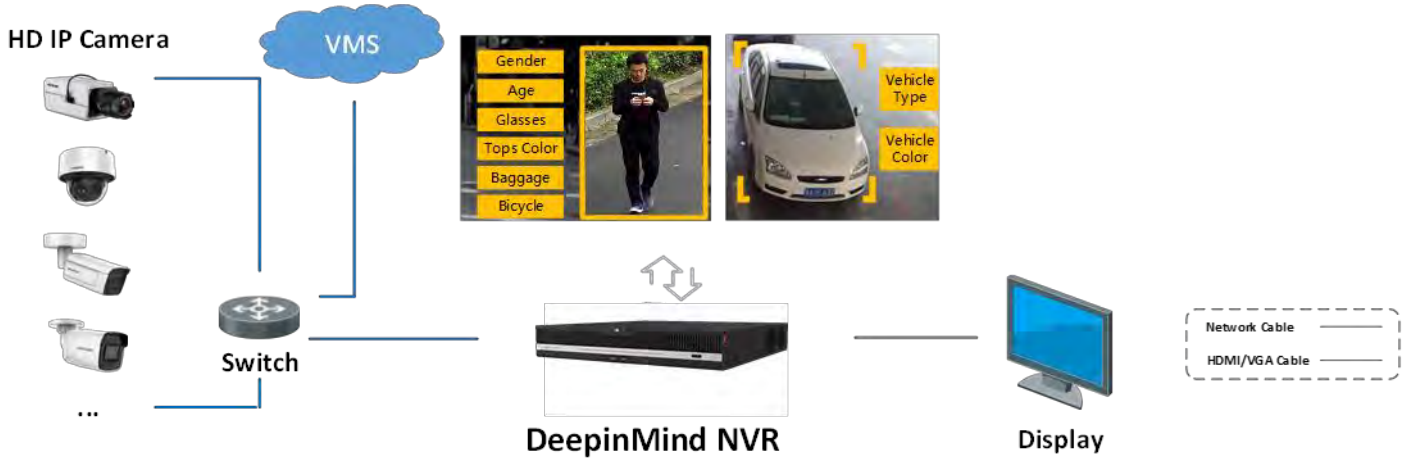 HD IP Camera
VMS
Gender
Age
Glasses
Tops Color
Baggage
Bicycle
Vehicle
Type
Vehicle
Color
Switch
...
DeepinMind NVR
Display
Network Cable
HDMI/VGA Cable